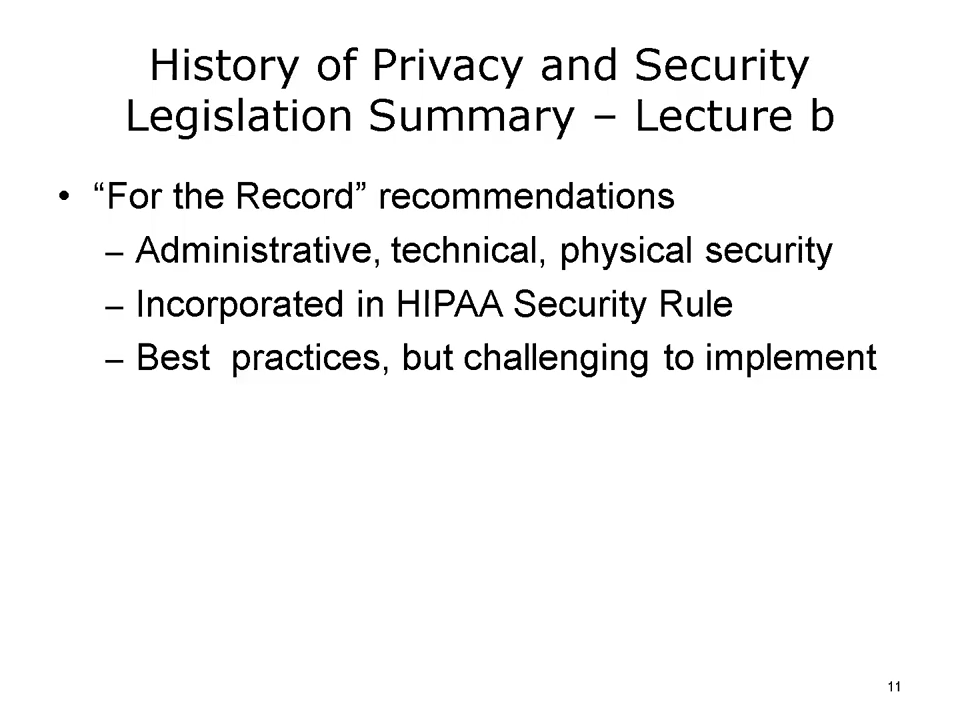 History of Privacy and Security
Legislation Summary – Lecture b
• “For the Record” recommendations
– Administrative, technical, physical security
– Incorporated in HIPAA Security Rule
– Best  practices, but challenging to implement
11